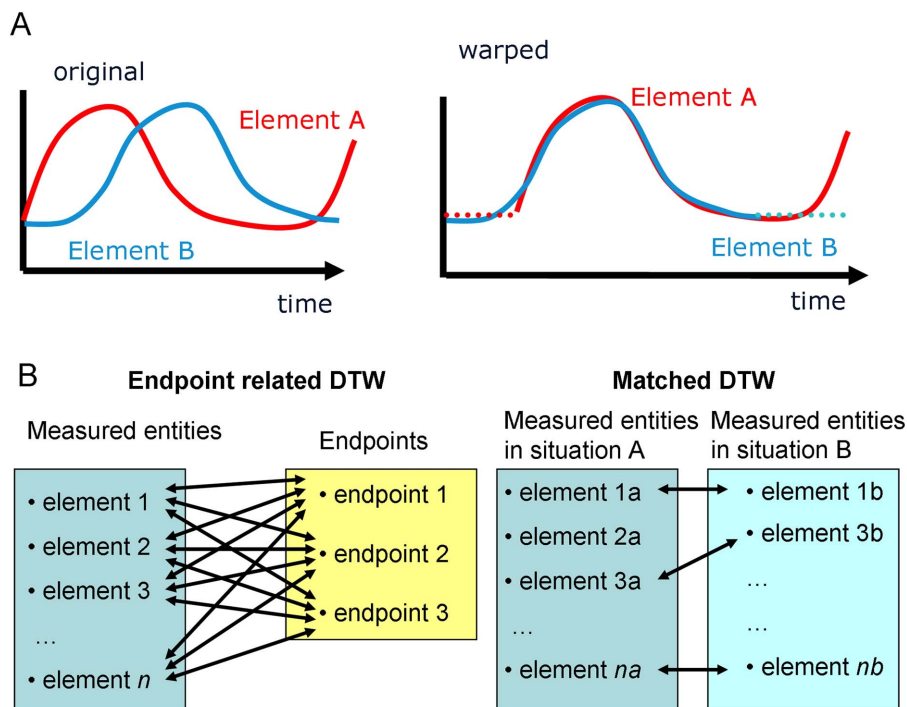 A
original
Element A
Element B
time
warped
Element A
Element B
time
B
Endpoint related DTW
Measured entities
• element 1
• element 2
• element 3
...
• element n
Endpoints
• endpoint 1
• endpoint 2
• endpoint 3
Matched DTW
Measured entities
in situation A
• element 1a
• element 2a
• element 3a
...
• element na
Measured entities
in situation B
• element 1b
• element 3b
...
...
• element nb